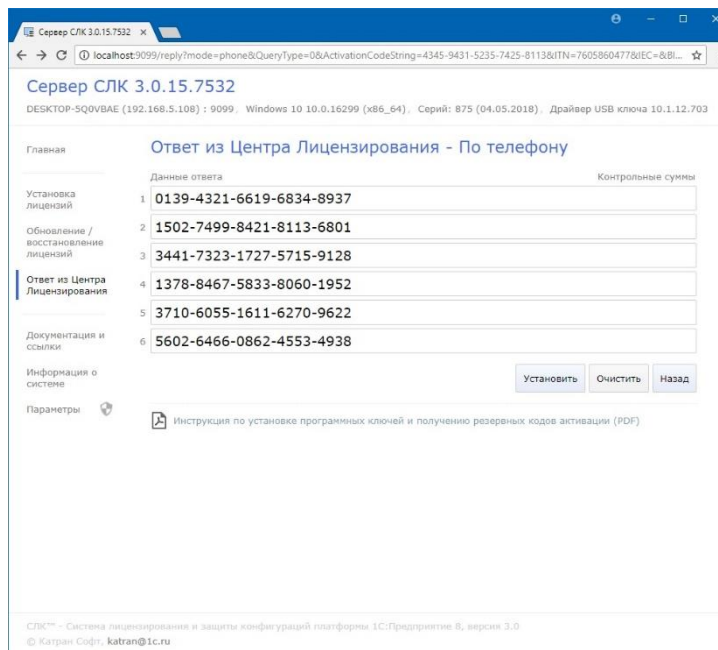 Сервер СЛК 3.0.15.7532
localhost:9099/reply?mode=phone&QueryType=0&ActivationCodeString=4345-9431-5235-7425-8113&ITN=7605860477&IEC=&BI...
Сервер СЛК 3.0.15.7532
DESKTOP-5Q0VBAE (192.168.5.108) : 9099, Windows 10 10.0.16299 (x86_64), Серий: 875 (04.05.2018), Драйвер USB ключа 10.1.12.703
Главная
Установка
лицензий
Обновление /
восстановление
лицензий
Ответ из Центра
Лицензирования
Документация и
ссылки
Информация о
системе
Параметры
Ответ из Центра Лицензирования - По телефону
Данные ответа Контрольные суммы
1 0139-4321-6619-6834-8937
2 1502-7499-8421-8113-6801
3 3441-7323-1727-5715-9128
4 1378-8467-5833-8060-1952
5 3710-6055-1611-6270-9622
6 5602-6466-0862-4553-4938
Установить Очистить Назад
Инструкция по установке программных ключей и получению резервных кодов активации (PDF)
СЛК™ - Система лицензирования и защиты конфигураций платформы 1С:Предприятие 8, версия 3.0
© Катран Софт, katran@1c.ru